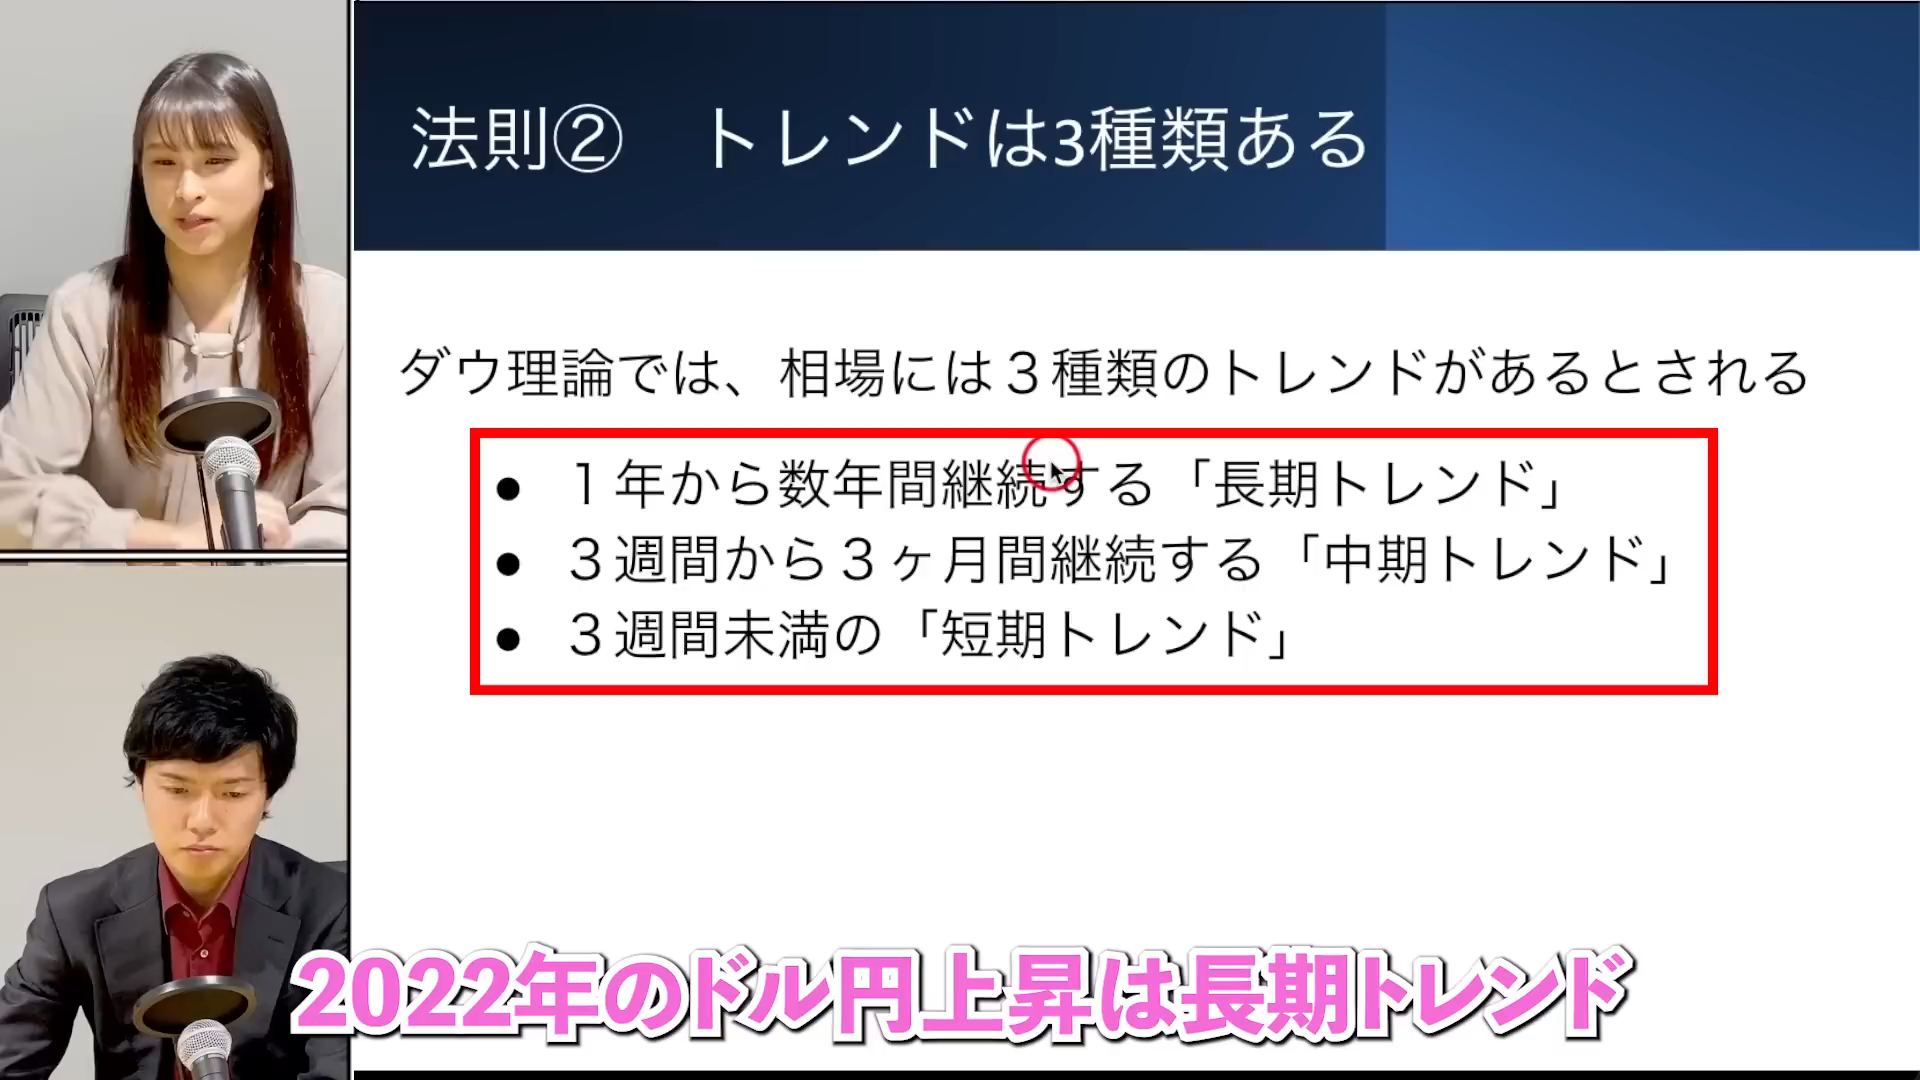 法則②　トレンドは3種類ある
ダウ理論では、相場には３種類のトレンドがあるとされる
● １年から数年間継続する「長期トレンド」
● ３週間から３ヶ月間継続する「中期トレンド」
● ３週間未満の「短期トレンド」
2022年のドル円上昇は長期トレンド